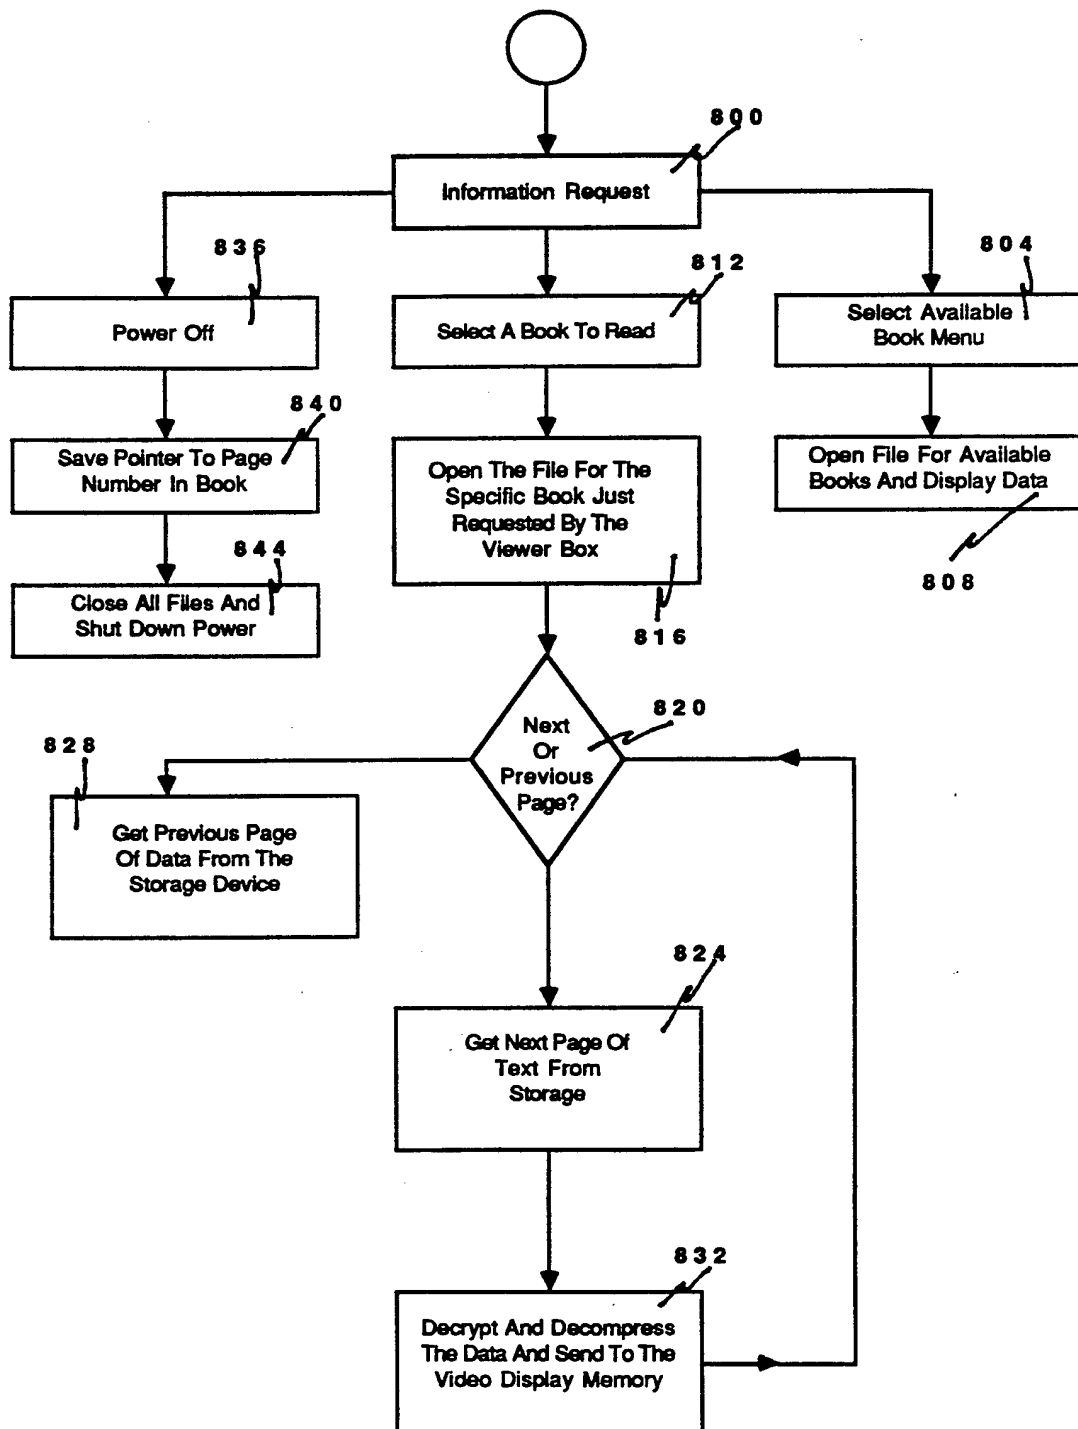 800
Information Request
836
812
804
Power Off
Select A Book To Read
Select Available
Book Menu
840
Save Pointer To Page
Number In Book
Open The File For The
Specific Book Just
Requested By The
Viewer Box
816
Open File For Available
Books And Display Data
808
844
Close All Files And
Shut Down Power
820
Next
Or
Previous
Page?
828
Get Previous Page
Of Data From The
Storage Device
824
Get Next Page Of
Text From
Storage
832
Decrypt And Decompress
The Data And Send To The
Video Display Memory